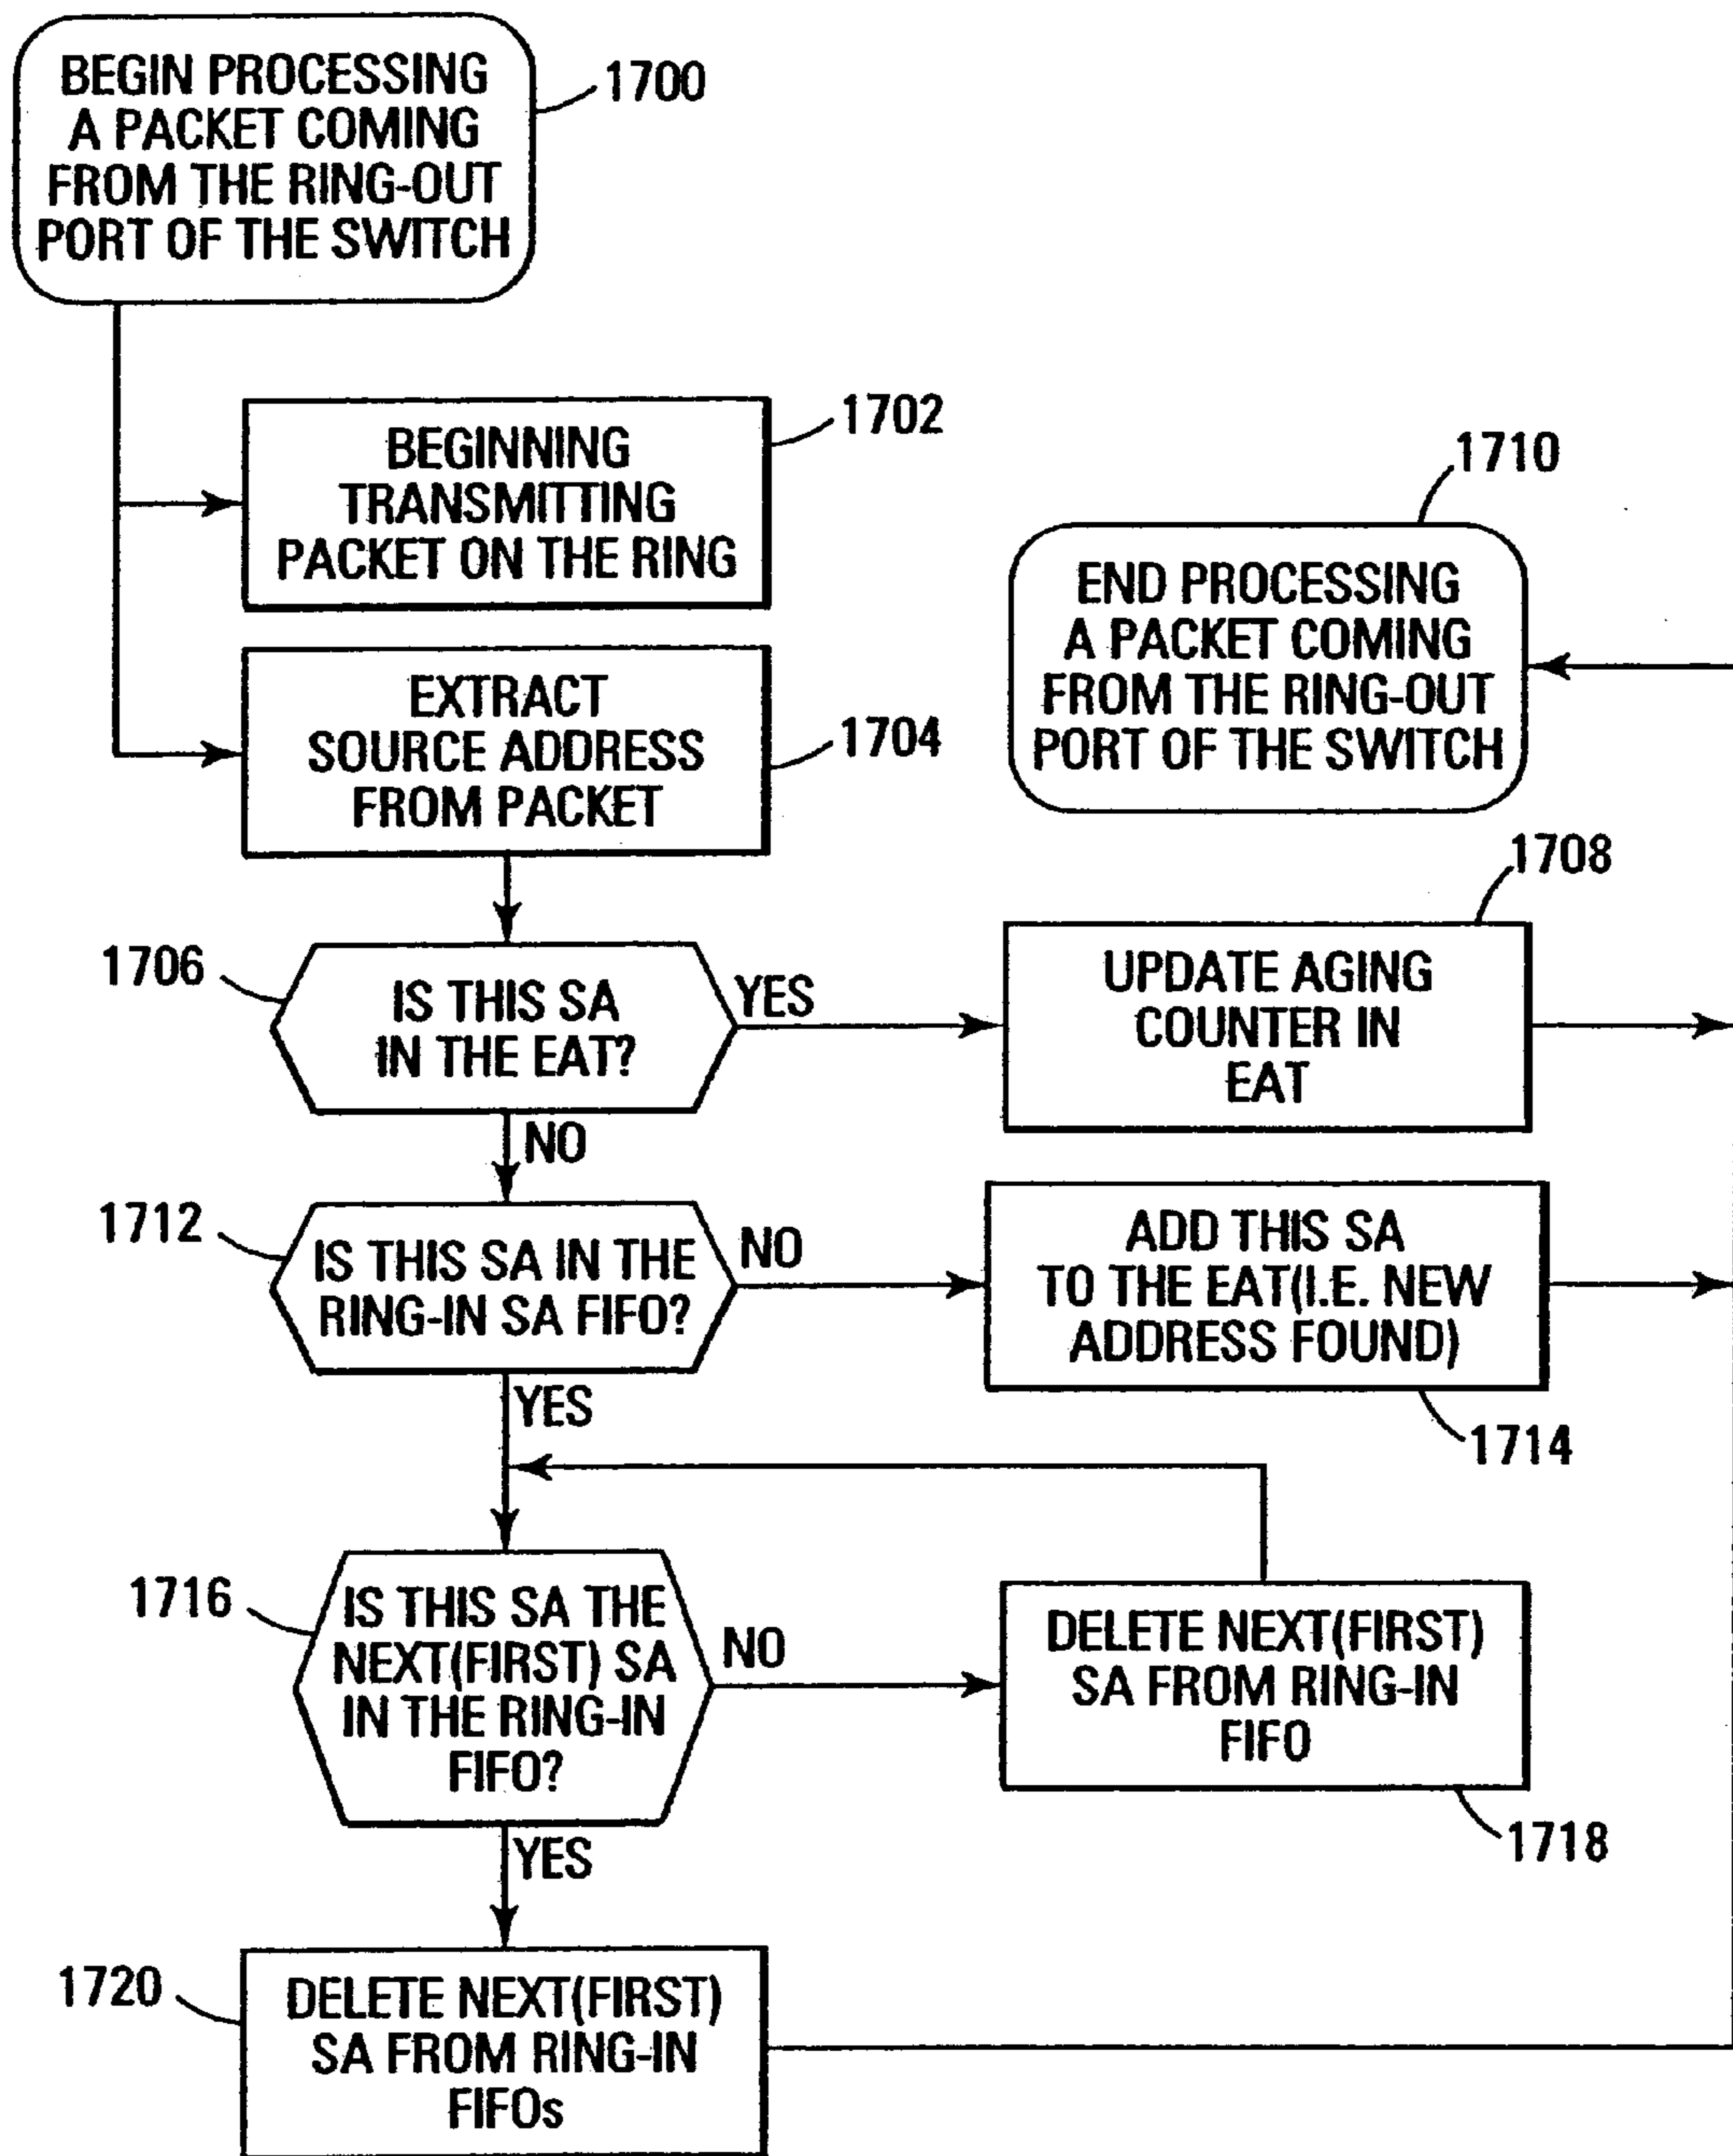 BEGIN PROCESSING
A PACKET COMING
FROM THE RING-OUT
PORT OF THE SWITCH
1700
BEGINNING
TRANSMITTING
PACKET ON THE RING
1702
EXTRACT
SOURCE ADDRESS
FROM PACKET
1704
1710
END PROCESSING
A PACKET COMING
FROM THE RING-OUT
PORT OF THE SWITCH
1706
IS THIS SA
IN THE EAT?
YES
NO
1708
UPDATE AGING
COUNTER IN
EAT
1712
IS THIS SA IN THE
RING-IN SA FIFO?
NO
YES
ADD THIS SA
TO THE EAT(I.E. NEW
ADDRESS FOUND)
1714
1716
IS THIS SA THE
NEXT(FIRST) SA
IN THE RING-IN
FIFO?
NO
YES
DELETE NEXT(FIRST)
SA FROM RING-IN
FIFO
1718
1720
DELETE NEXT(FIRST)
SA FROM RING-IN
FIFOs